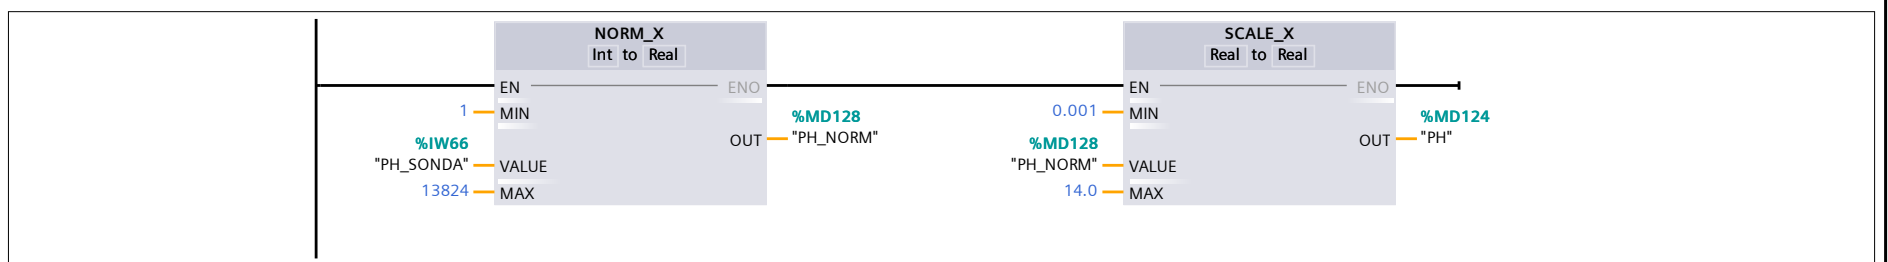 NORM_X
Int to Real
EN
ENO
1
MIN
%MD128
"PH_NORM"
OUT
%IW66
"PH_SONDA"
VALUE
13824
MAX
SCALE_X
Real to Real
EN
ENO
0.001
MIN
%MD124
"PH"
OUT
%MD128
"PH_NORM"
VALUE
14.0
MAX